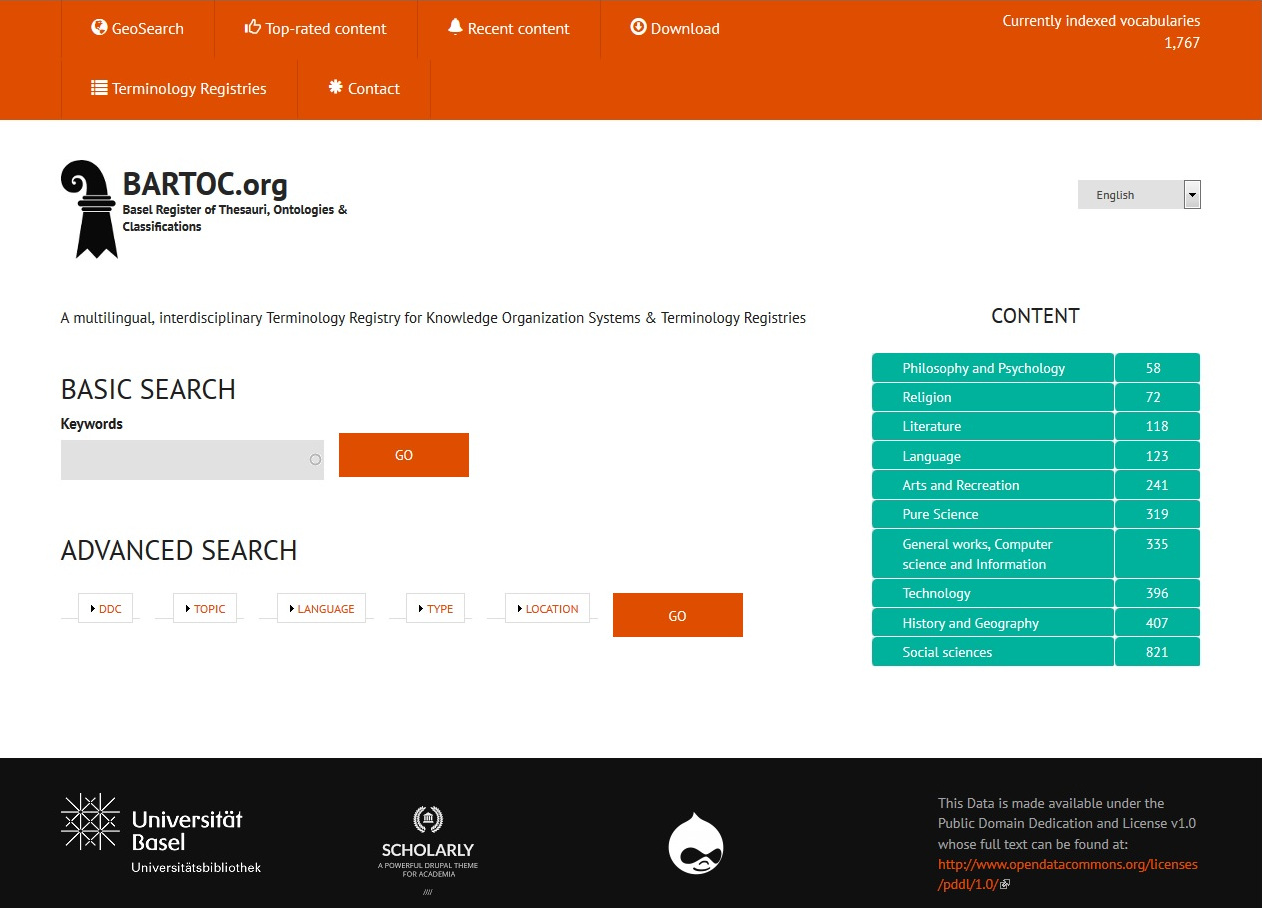 GeoSearch
Top-rated content
Recent content
Download
Currently indexed vocabularies
1,767
Terminology Registries
Contact
BARTOC.org
Basel Register of Thesauri, Ontologies &
Classifications
English
A multilingual, interdisciplinary Terminology Registry for Knowledge Organization Systems & Terminology Registries
BASIC SEARCH
Keywords
GO
ADVANCED SEARCH
DDC
TOPIC
LANGUAGE
TYPE
LOCATION
GO
CONTENT
Philosophy and Psychology 58
Religion 72
Literature 118
Language 123
Arts and Recreation 241
Pure Science 319
General works, Computer 335
science and Information
Technology 396
History and Geography 407
Social sciences 821
Universität
Basel
Universitätsbibliothek
SCHOLARLY
A POWERFUL DRUPAL THEME
FOR ACADEMIA
////
This Data is made available under the
Public Domain Dedication and License v1.0
whose full text can be found at:
http://www.opendatacommons.org/licenses
/pddl/1.0/